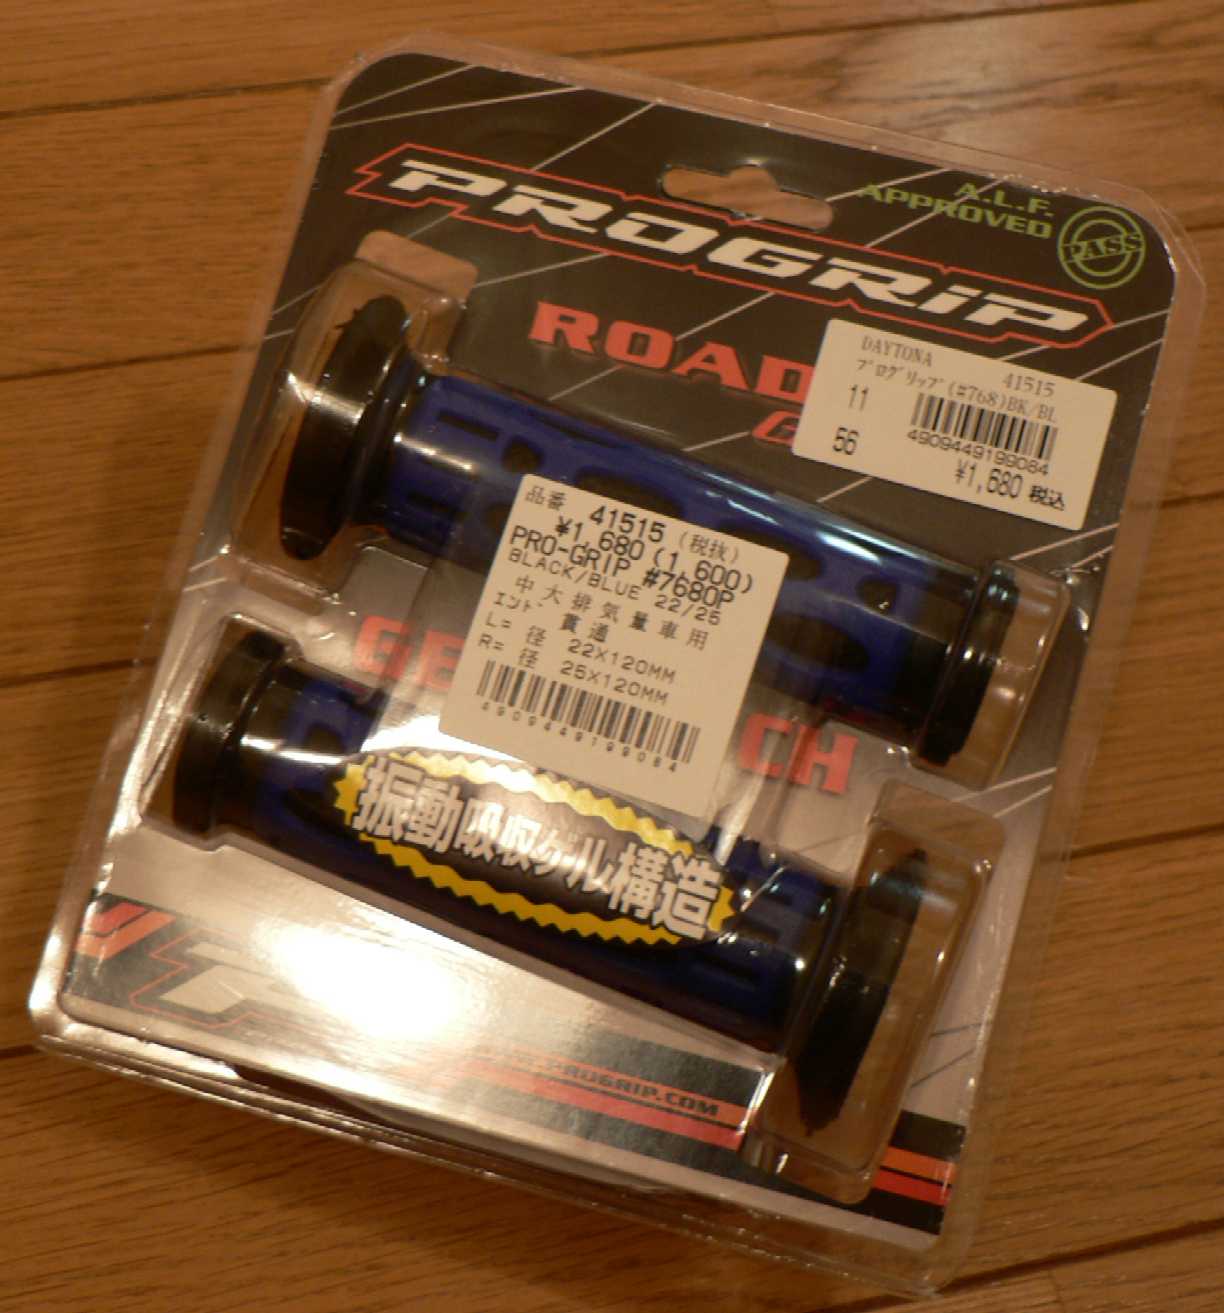 PROGRIP
A.L.F.
APPROVED
PASS
ROAD
DAYTONA 41515
プログリップ(#768)BK/BL
11
56
4909449199084
¥1,680 税込
品番 41515 (税抜)
¥1,680(1,600)
PRO-GRIP #7680P
BLACK/BLUE 22/25
中大排気量車用
エンド 貫通
L= 径 22X120MM
R= 径 25X120MM
4909449199084
GE
CH
振動吸収ゲル構造
PROGRIP.COM